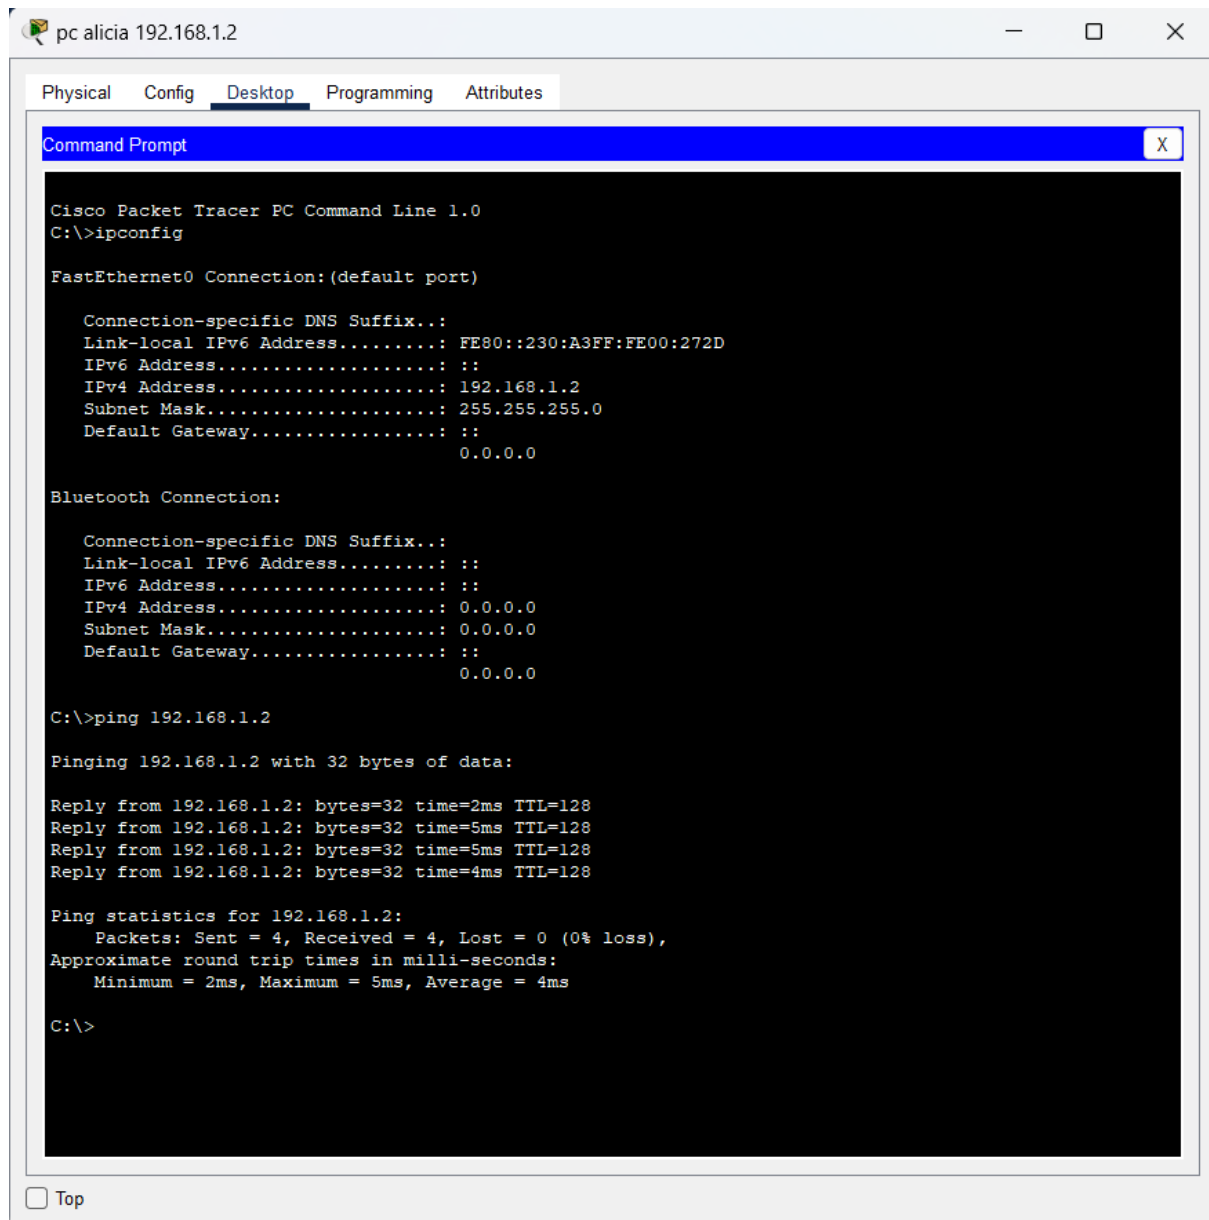 pc alicia 192.168.1.2
Physical Config Desktop Programming Attributes
Command Prompt
X
Cisco Packet Tracer PC Command Line 1.0
C:\>ipconfig
FastEthernet0 Connection:(default port)
Connection-specific DNS Suffix..:
Link-local IPv6 Address.........: FE80::230:A3FF:FE00:272D
IPv6 Address....................: ::
IPv4 Address....................: 192.168.1.2
Subnet Mask.....................: 255.255.255.0
Default Gateway.................: ::
0.0.0.0
Bluetooth Connection:
Connection-specific DNS Suffix..:
Link-local IPv6 Address.........: ::
IPv6 Address....................: ::
IPv4 Address....................: 0.0.0.0
Subnet Mask.....................: 0.0.0.0
Default Gateway.................: ::
0.0.0.0
C:\>ping 192.168.1.2
Pinging 192.168.1.2 with 32 bytes of data:
Reply from 192.168.1.2: bytes=32 time=2ms TTL=128
Reply from 192.168.1.2: bytes=32 time=5ms TTL=128
Reply from 192.168.1.2: bytes=32 time=5ms TTL=128
Reply from 192.168.1.2: bytes=32 time=4ms TTL=128
Ping statistics for 192.168.1.2:
Packets: Sent = 4, Received = 4, Lost = 0 (0% loss),
Approximate round trip times in milli-seconds:
Minimum = 2ms, Maximum = 5ms, Average = 4ms
C:\>
Top